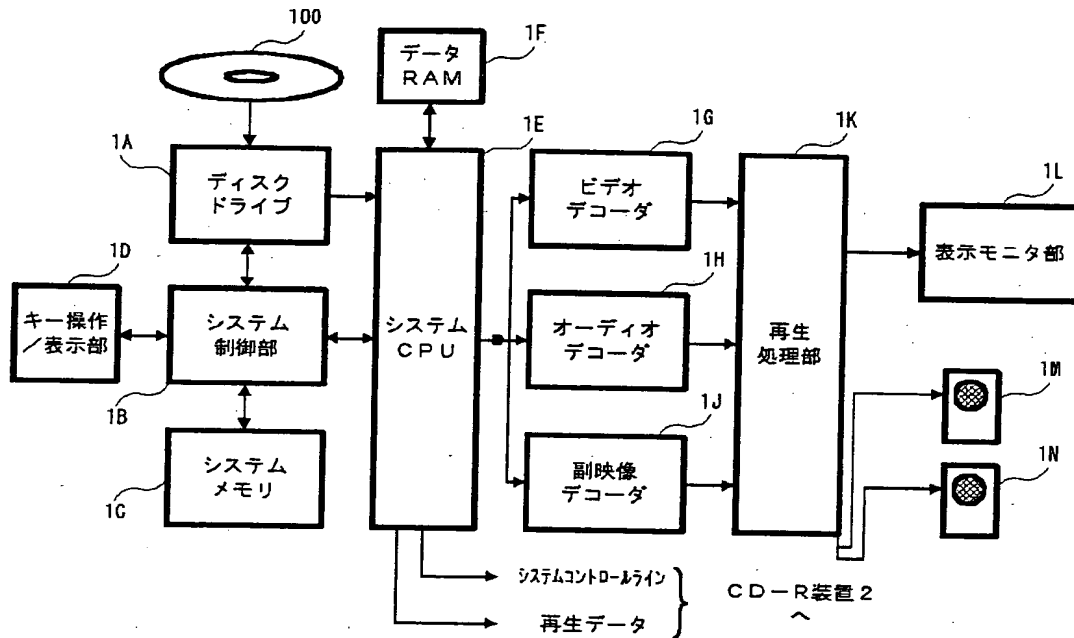 100
1F
データ
RAM
1A
ディスク
ドライブ
1E
システム
CPU
1G
ビデオ
デコーダ
1K
再生
処理部
1L
表示モニタ部
1D
キー操作
/表示部
システム
制御部
1B
1H
オーディオ
デコーダ
1M
システム
メモリ
1C
1J
副映像
デコーダ
1N
システムコントロールライン
再生データ
CD-R装置2
へ